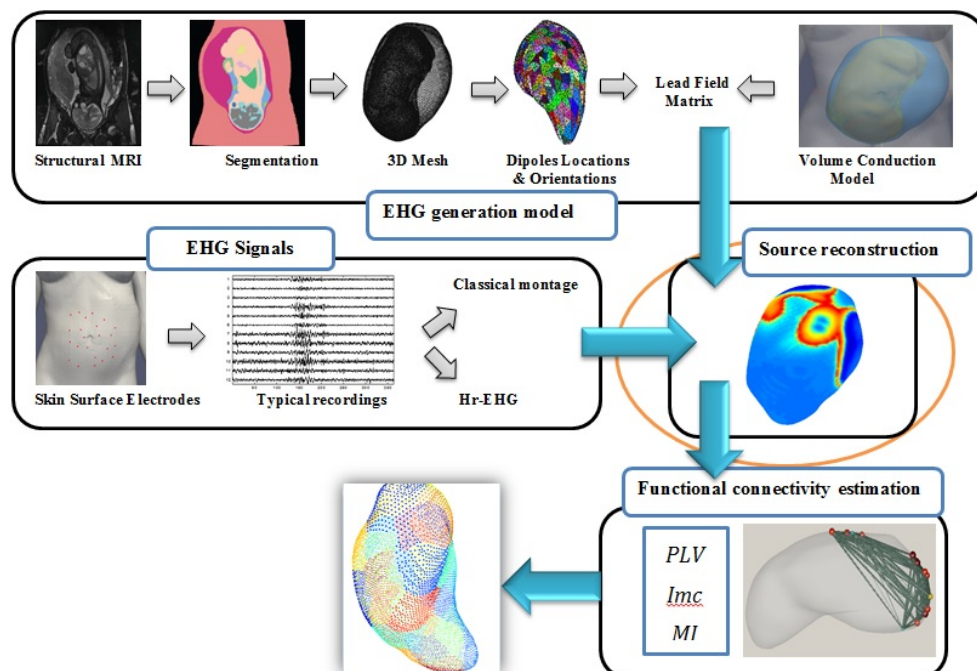 Structural MRI
Segmentation
3D Mesh
Dipoles Locations
& Orientations
Lead Field
Matrix
Volume Conduction
Model
EHG generation model
EHG Signals
Source reconstruction
Classical montage
Skin Surface Electrodes
Typical recordings
Hr-EHG
Functional connectivity estimation
PLV
Imc
MI